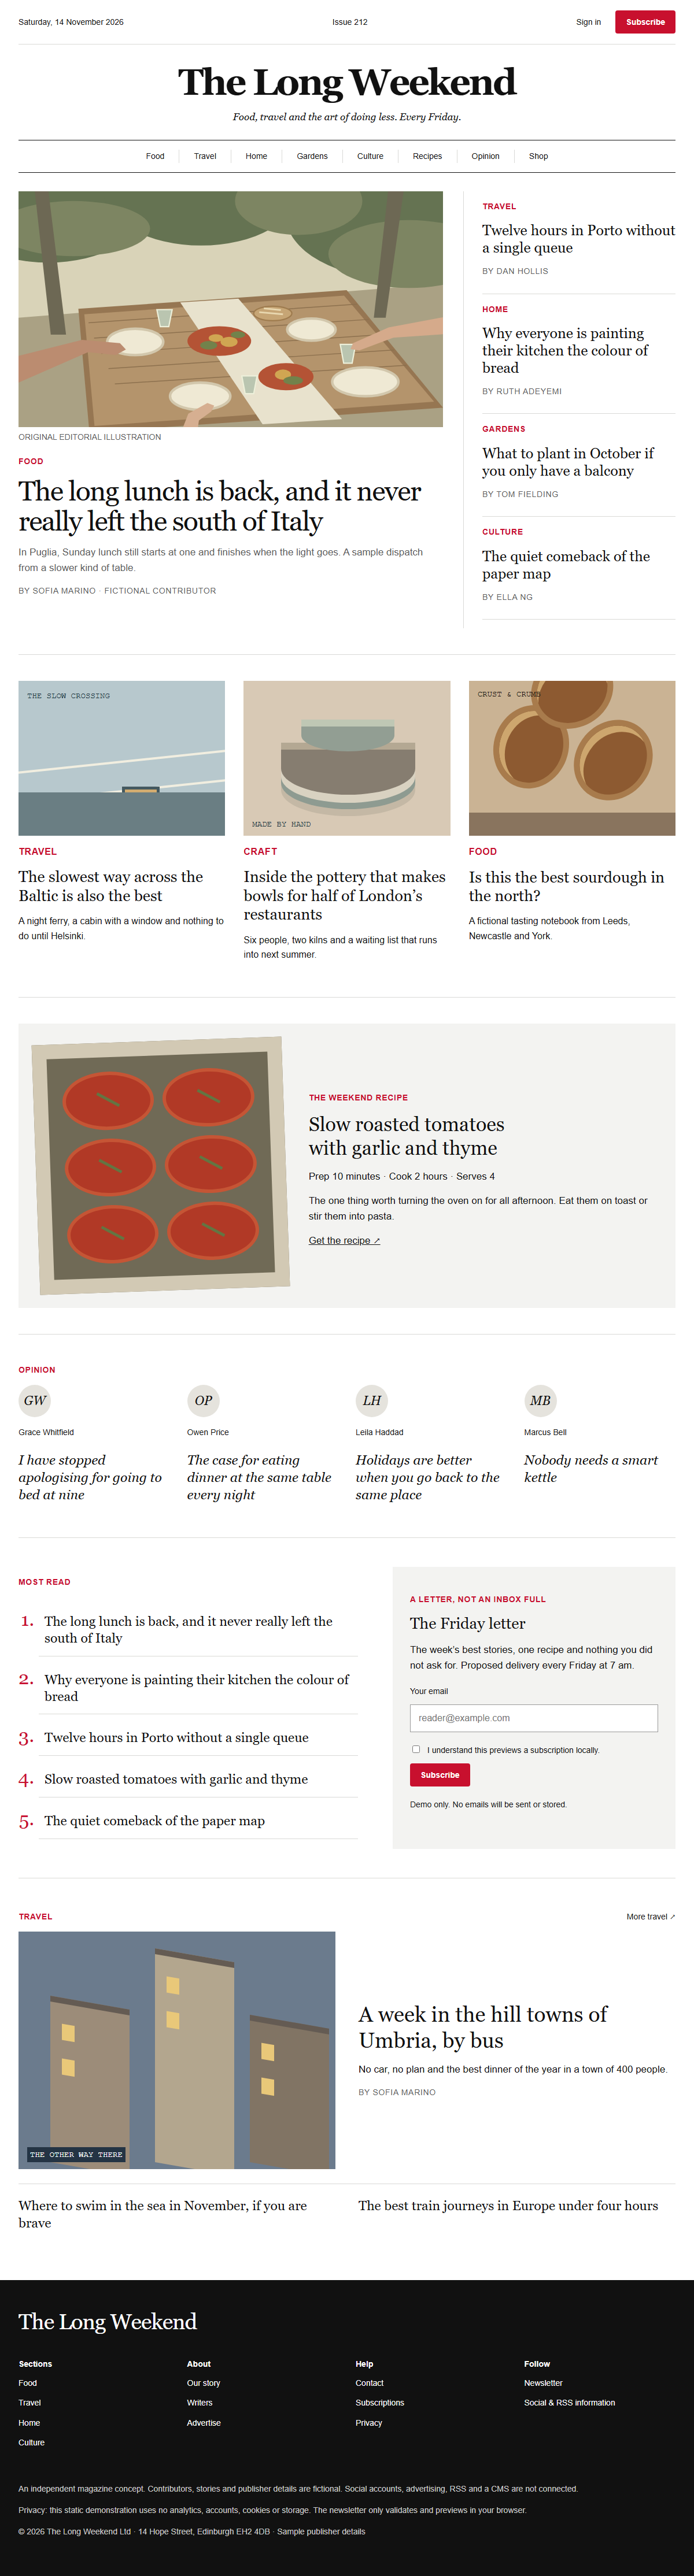 Saturday, 14 November 2026
Issue 212
Sign in
Subscribe
The Long Weekend
Food, travel and the art of doing less. Every Friday.
Food
Travel
Home
Gardens
Culture
Recipes
Opinion
Shop
ORIGINAL EDITORIAL ILLUSTRATION
FOOD
The long lunch is back, and it never
really left the south of Italy
In Puglia, Sunday lunch still starts at one and finishes when the light goes. A sample dispatch
from a slower kind of table.
BY SOFIA MARINO · FICTIONAL CONTRIBUTOR
TRAVEL
Twelve hours in Porto without
a single queue
BY DAN HOLLIS
HOME
Why everyone is painting
their kitchen the colour of
bread
BY RUTH ADEYEMI
GARDENS
What to plant in October if
you only have a balcony
BY TOM FIELDING
CULTURE
The quiet comeback of the
paper map
BY ELLA NG
THE SLOW CROSSING
TRAVEL
The slowest way across the
Baltic is also the best
A night ferry, a cabin with a window and nothing to
do until Helsinki.
MADE BY HAND
CRAFT
Inside the pottery that makes
bowls for half of London's
restaurants
Six people, two kilns and a waiting list that runs
into next summer.
CRUST & CRUMB
FOOD
Is this the best sourdough in
the north?
A fictional tasting notebook from Leeds,
Newcastle and York.
THE WEEKEND RECIPE
Slow roasted tomatoes
with garlic and thyme
Prep 10 minutes · Cook 2 hours · Serves 4
The one thing worth turning the oven on for all afternoon. Eat them on toast or
stir them into pasta.
Get the recipe ↗
OPINION
GW
Grace Whitfield
I have stopped
apologising for going to
bed at nine
OP
Owen Price
The case for eating
dinner at the same table
every night
LH
Leila Haddad
Holidays are better
when you go back to the
same place
MB
Marcus Bell
Nobody needs a smart
kettle
MOST READ
1. The long lunch is back, and it never really left the
south of Italy
2. Why everyone is painting their kitchen the colour of
bread
3. Twelve hours in Porto without a single queue
4. Slow roasted tomatoes with garlic and thyme
5. The quiet comeback of the paper map
A LETTER, NOT AN INBOX FULL
The Friday letter
The week's best stories, one recipe and nothing you did
not ask for. Proposed delivery every Friday at 7 am.
Your email
reader@example.com
I understand this previews a subscription locally.
Subscribe
Demo only. No emails will be sent or stored.
TRAVEL
More travel ↗
THE OTHER WAY THERE
A week in the hill towns of
Umbria, by bus
No car, no plan and the best dinner of the year in a town of 400 people.
BY SOFIA MARINO
Where to swim in the sea in November, if you are
brave
The best train journeys in Europe under four hours
The Long Weekend
Sections
Food
Travel
Home
Culture
About
Our story
Writers
Advertise
Help
Contact
Subscriptions
Privacy
Follow
Newsletter
Social & RSS information
An independent magazine concept. Contributors, stories and publisher details are fictional. Social accounts, advertising, RSS and a CMS are not connected.
Privacy: this static demonstration uses no analytics, accounts, cookies or storage. The newsletter only validates and previews in your browser.
© 2026 The Long Weekend Ltd · 14 Hope Street, Edinburgh EH2 4DB · Sample publisher details